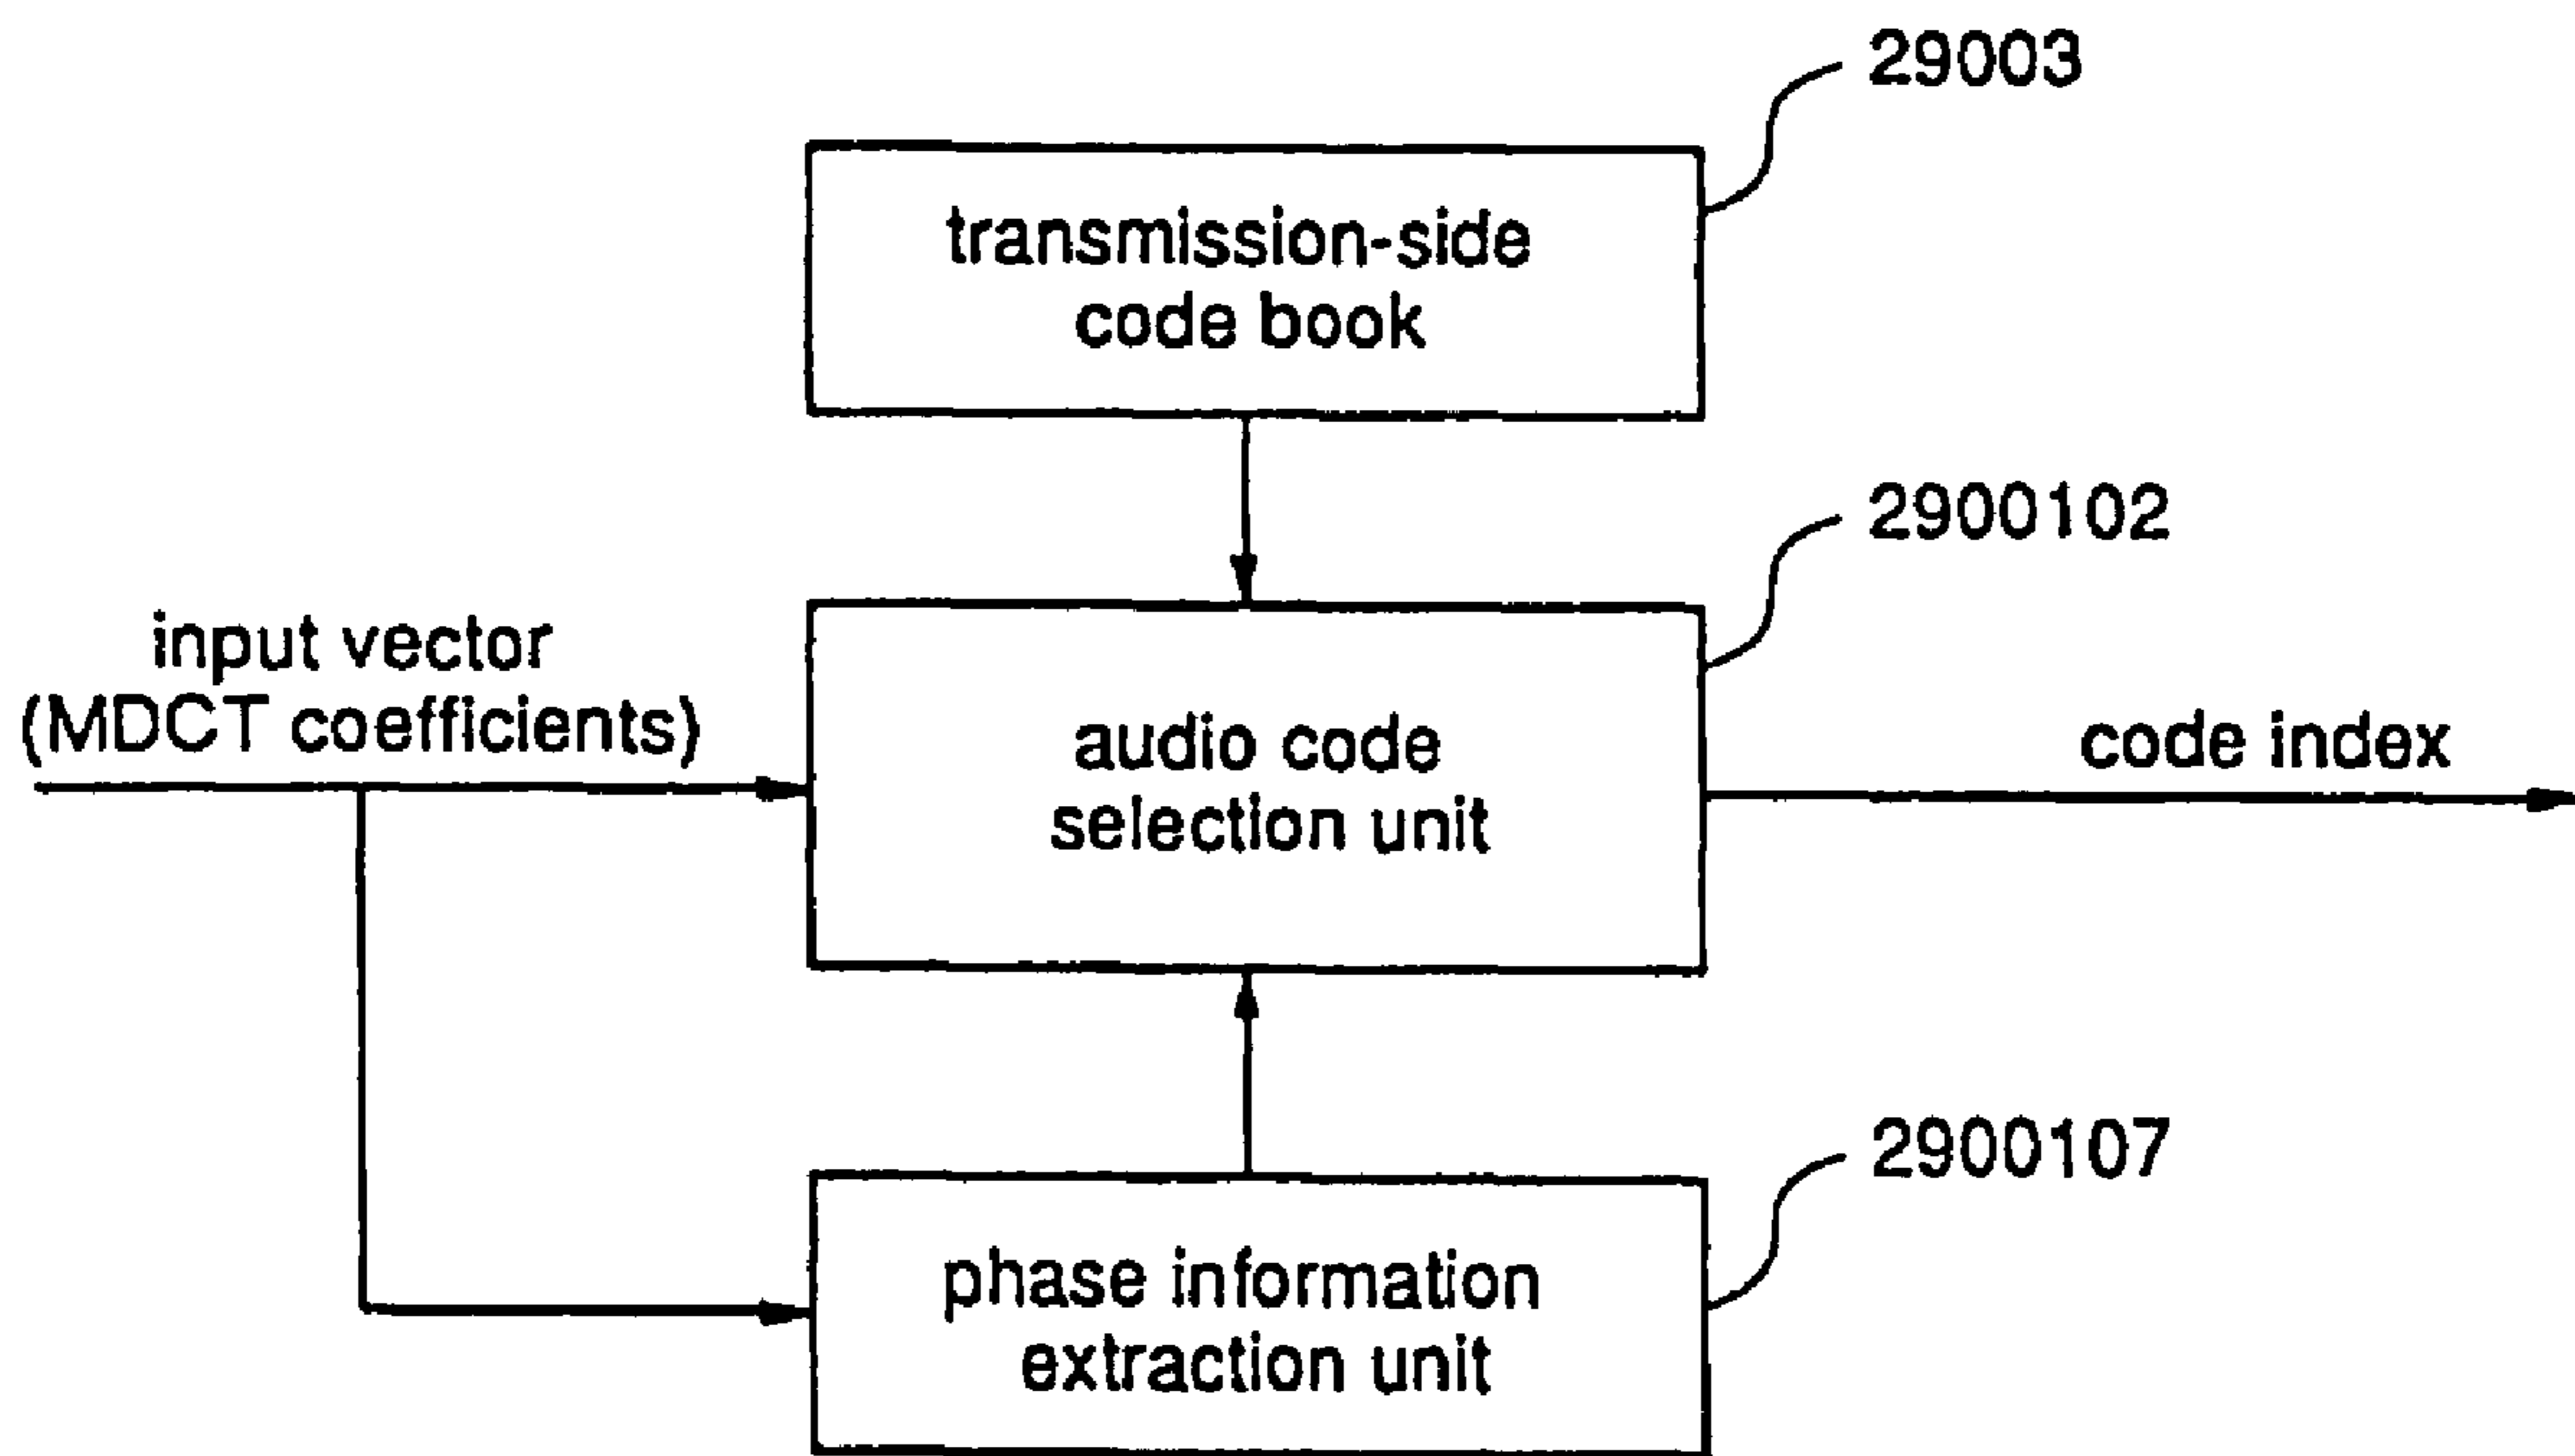 29003
transmission-side
code book
2900102
input vector
(MDCT coefficients)
audio code
selection unit
code index
2900107
phase information
extraction unit